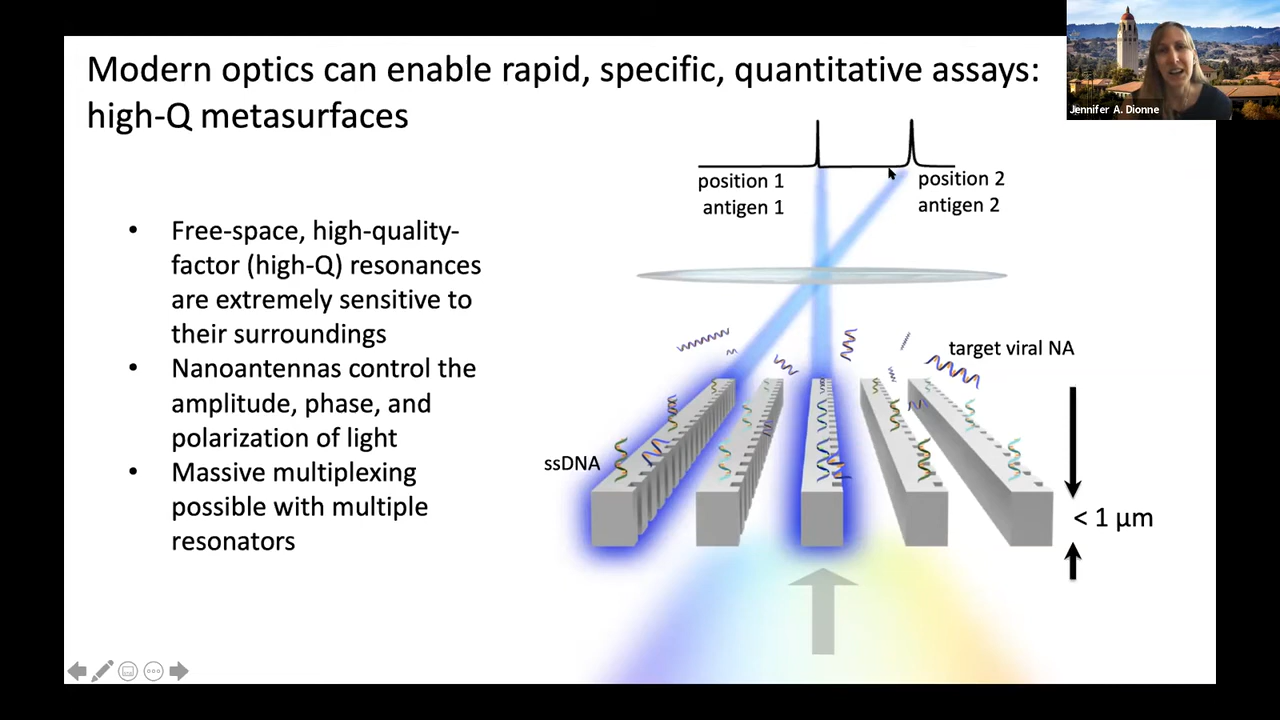 Modern optics can enable rapid, specific, quantitative assays:
high-Q metasurfaces
Jennifer A. Dionne
position 1
antigen 1
position 2
antigen 2
• Free-space, high-quality-
factor (high-Q) resonances
are extremely sensitive to
their surroundings
• Nanoantennas control the
amplitude, phase, and
polarization of light
• Massive multiplexing
possible with multiple
resonators
target viral NA
ssDNA
< 1 µm